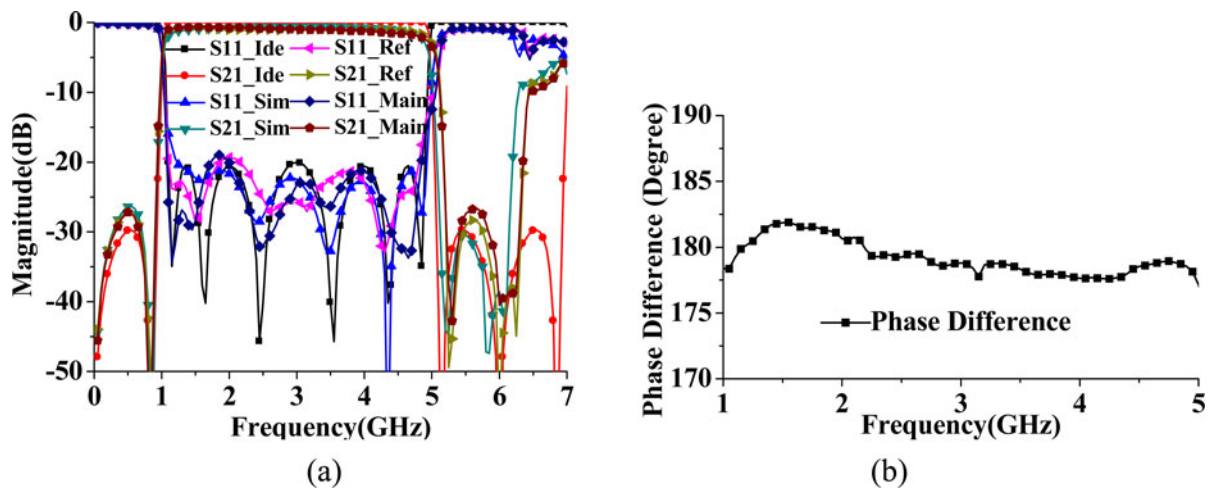 0
-10
-20
-30
-40
-50
Magnitude(dB)
S11_Ide
S11_Ref
S21_Ide
S21_Ref
S11_Sim
S11_Main
S21_Sim
S21_Main
0 1 2 3 4 5 6 7
Frequency(GHz)
(a)
190
185
180
175
170
Phase Difference (Degree)
Phase Difference
1 2 3 4 5
Frequency(GHz)
(b)